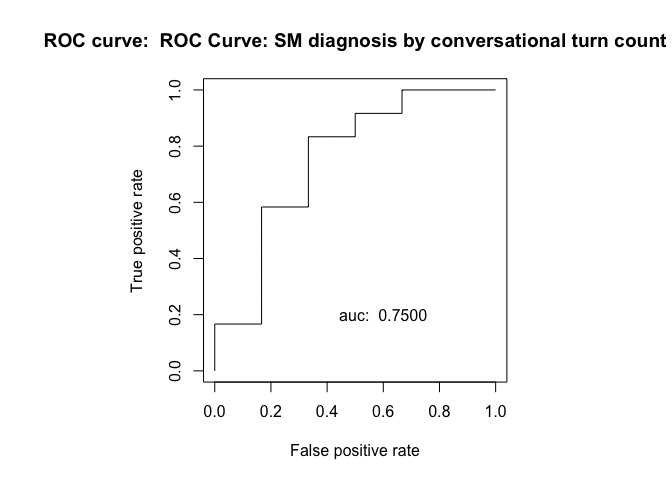 ROC curve:  ROC Curve: SM diagnosis by conversational turn count
1.0
0.8
0.6
0.4
0.2
0.0
True positive rate
auc:  0.7500
0.0 0.2 0.4 0.6 0.8 1.0
False positive rate